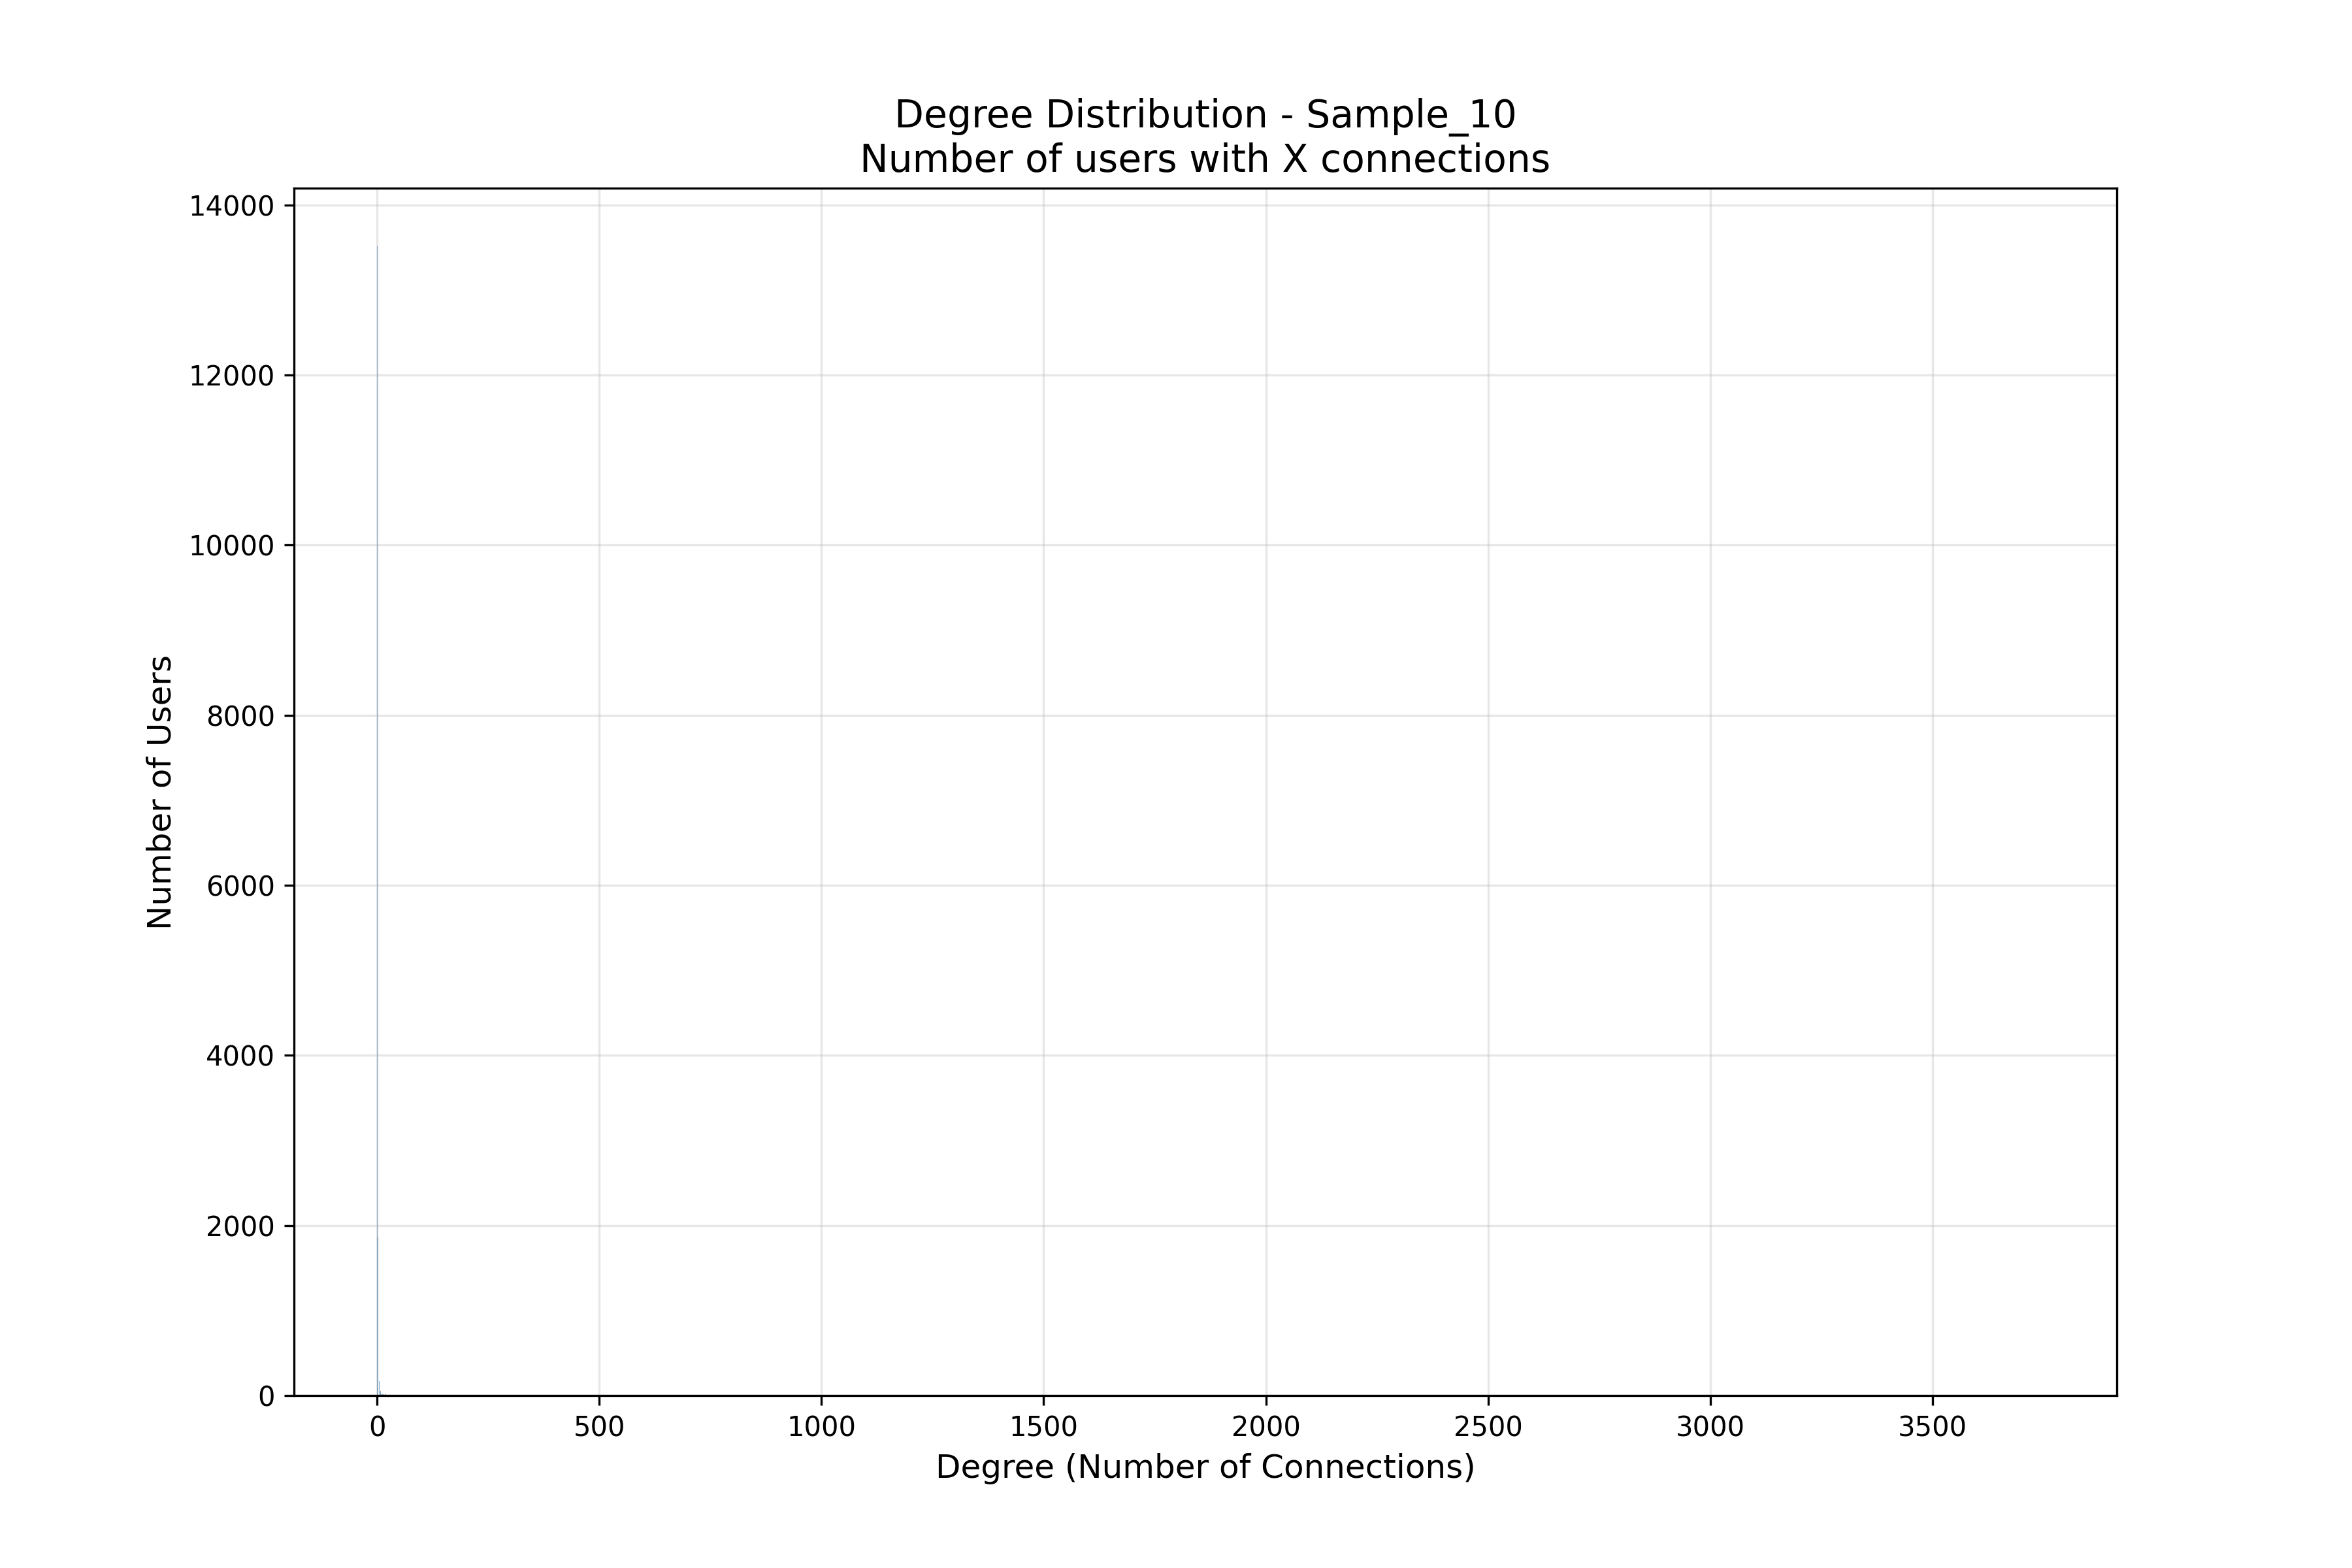 Degree Distribution - Sample_10
Number of users with X connections
14000
12000
10000
8000
6000
4000
2000
0
Number of Users
0 500 1000 1500 2000 2500 3000 3500
Degree (Number of Connections)